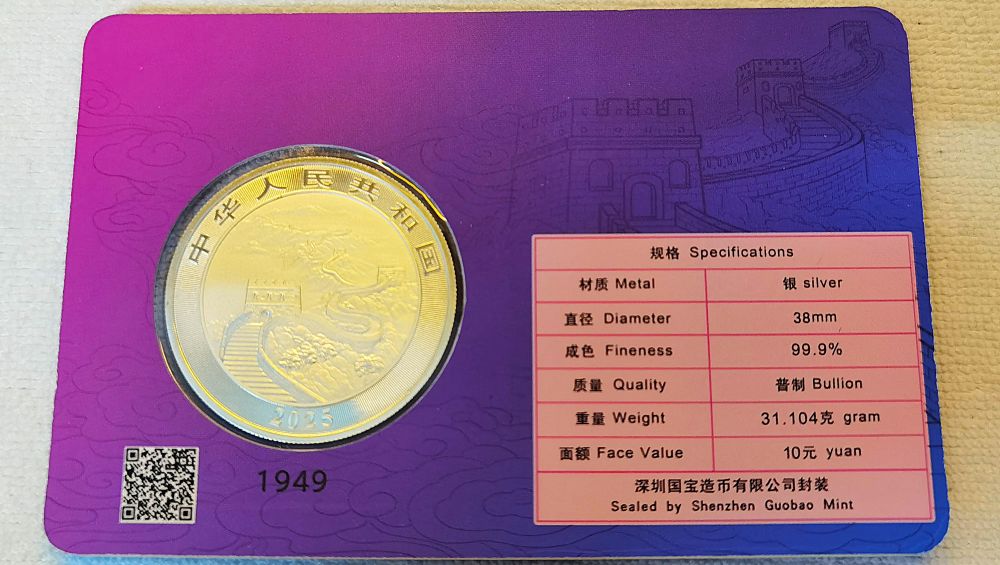 中华人民共和国
2025
1949
规格 Specifications
材质 Metal 银 silver
直径 Diameter 38mm
成色 Fineness 99.9%
质量 Quality 普制 Bullion
重量 Weight 31.104克 gram
面额 Face Value 10元 yuan
深圳国宝造币有限公司封装
Sealed by Shenzhen Guobao Mint